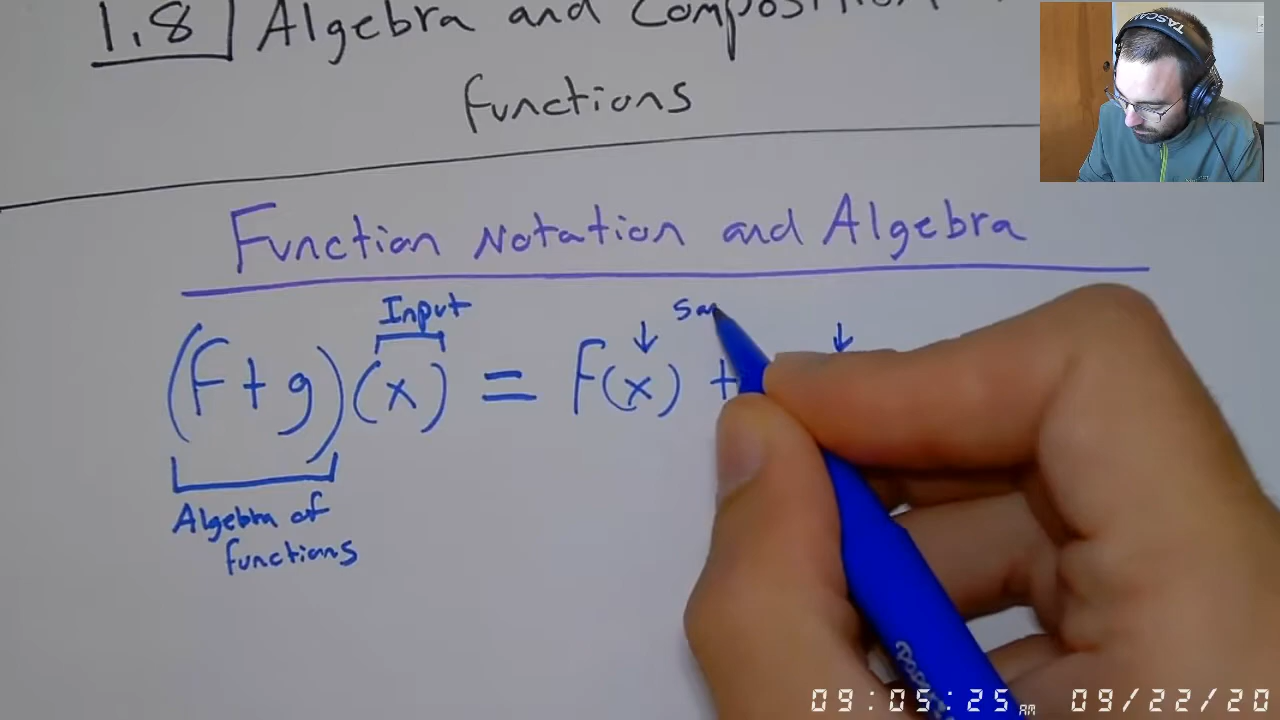 1.8 Algebra and Composition
functions
TASCAM
Function Notation and Algebra
Input
(f+g)(x) = f(x) +
Algebra of
functions
09:05:25 AM 09/22/20